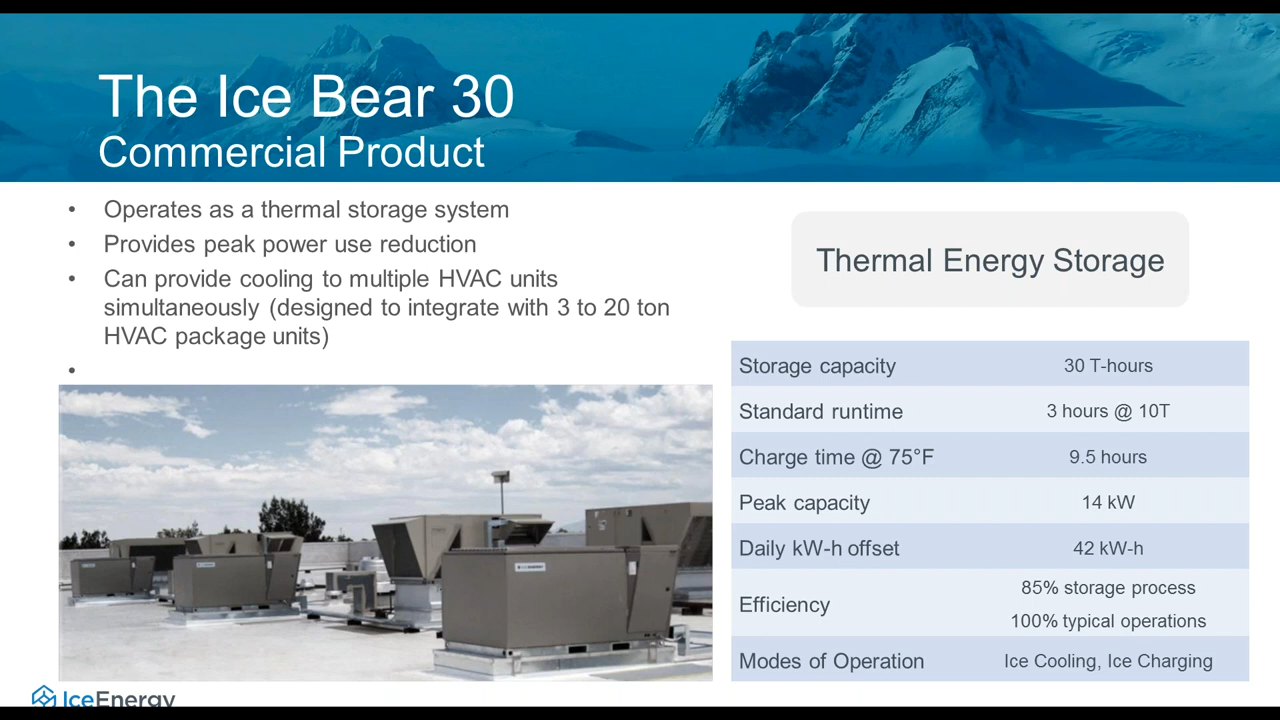 The Ice Bear 30
Commercial Product
• Operates as a thermal storage system
• Provides peak power use reduction
• Can provide cooling to multiple HVAC units
simultaneously (designed to integrate with 3 to 20 ton
HVAC package units)
•
Thermal Energy Storage
Storage capacity 30 T-hours
Standard runtime 3 hours @ 10T
Charge time @ 75°F 9.5 hours
Peak capacity 14 kW
Daily kW-h offset 42 kW-h
Efficiency 85% storage process
100% typical operations
Modes of Operation Ice Cooling, Ice Charging
IceEnergy